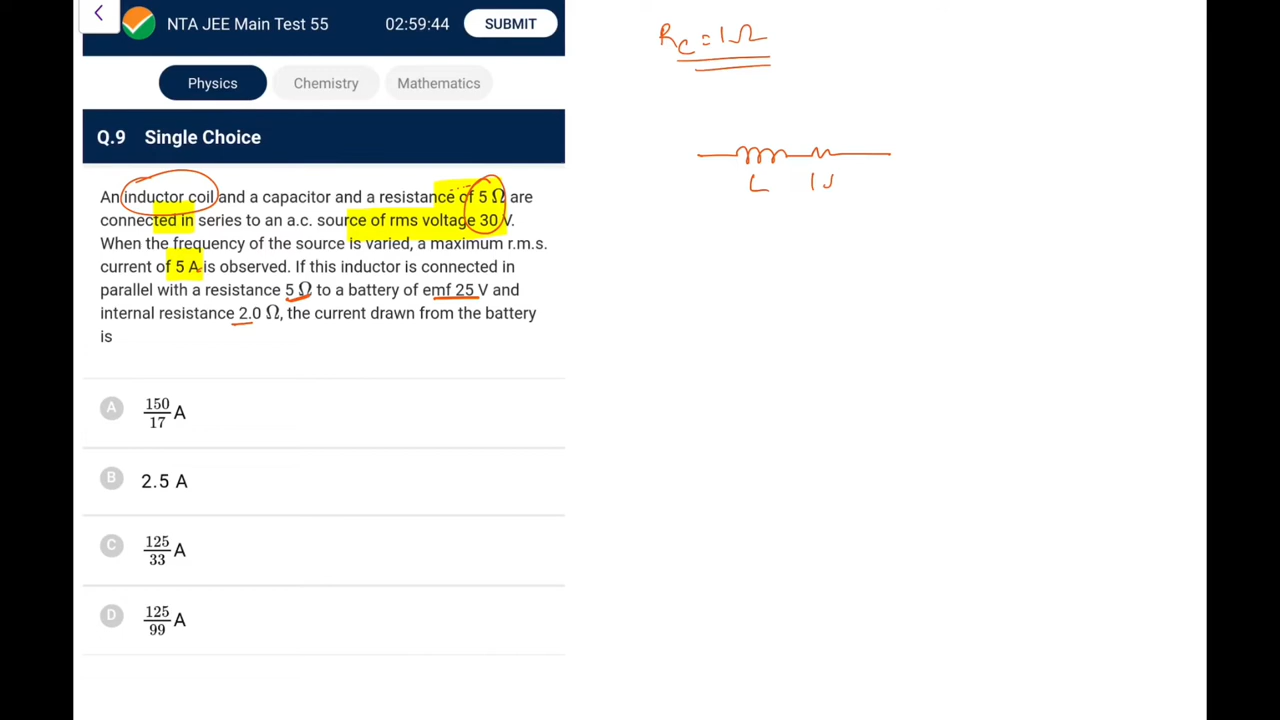 NTA JEE Main Test 55 02:59:44 SUBMIT
Physics Chemistry Mathematics
Q.9 Single Choice
An inductor coil and a capacitor and a resistance of 5 Ω are
connected in series to an a.c. source of rms voltage 30 V.
When the frequency of the source is varied, a maximum r.m.s.
current of 5 A is observed. If this inductor is connected in
parallel with a resistance 5 Ω to a battery of emf 25 V and
internal resistance 2.0 Ω, the current drawn from the battery
is
A 150/17 A
B 2.5 A
C 125/33 A
D 125/99 A
R_C = 1 Ω
L 1